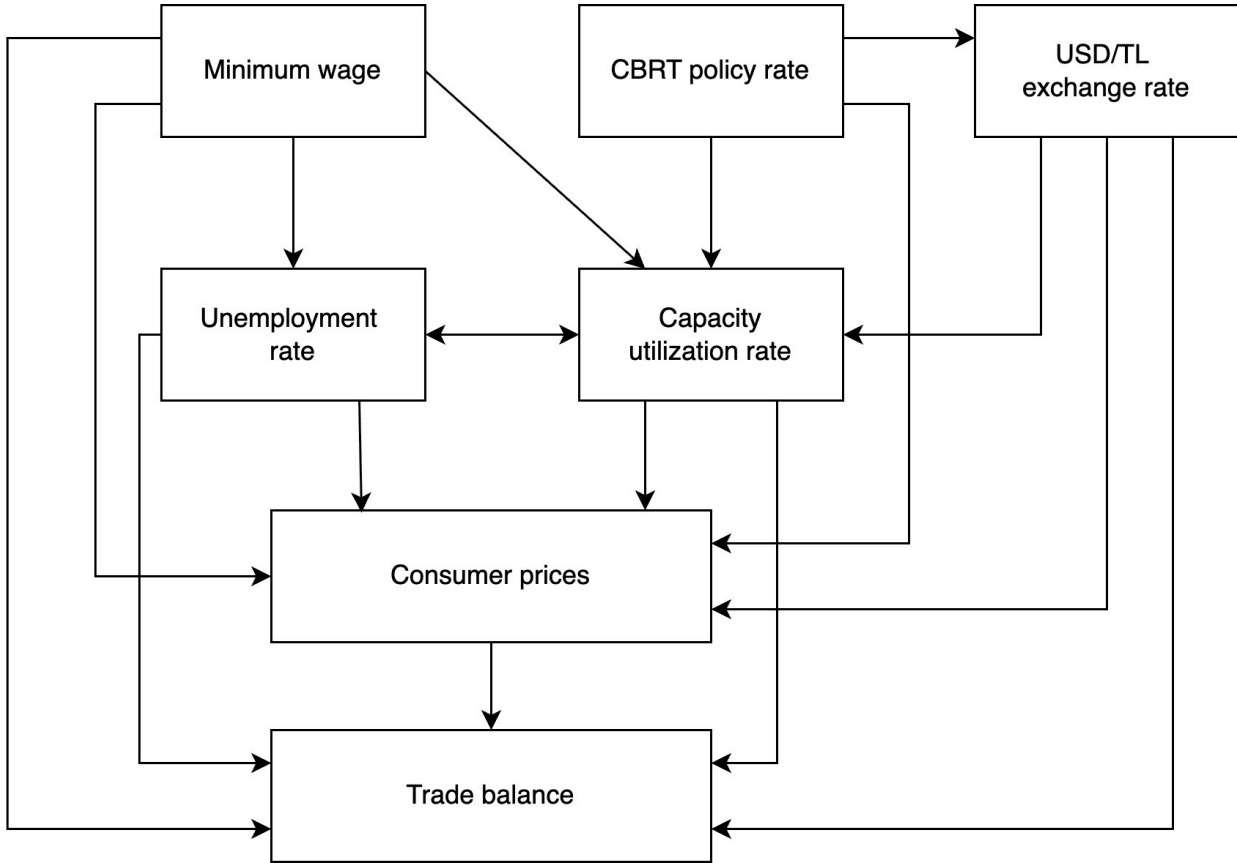 Minimum wage
CBRT policy rate
USD/TL
exchange rate
Unemployment
rate
Capacity
utilization rate
Consumer prices
Trade balance